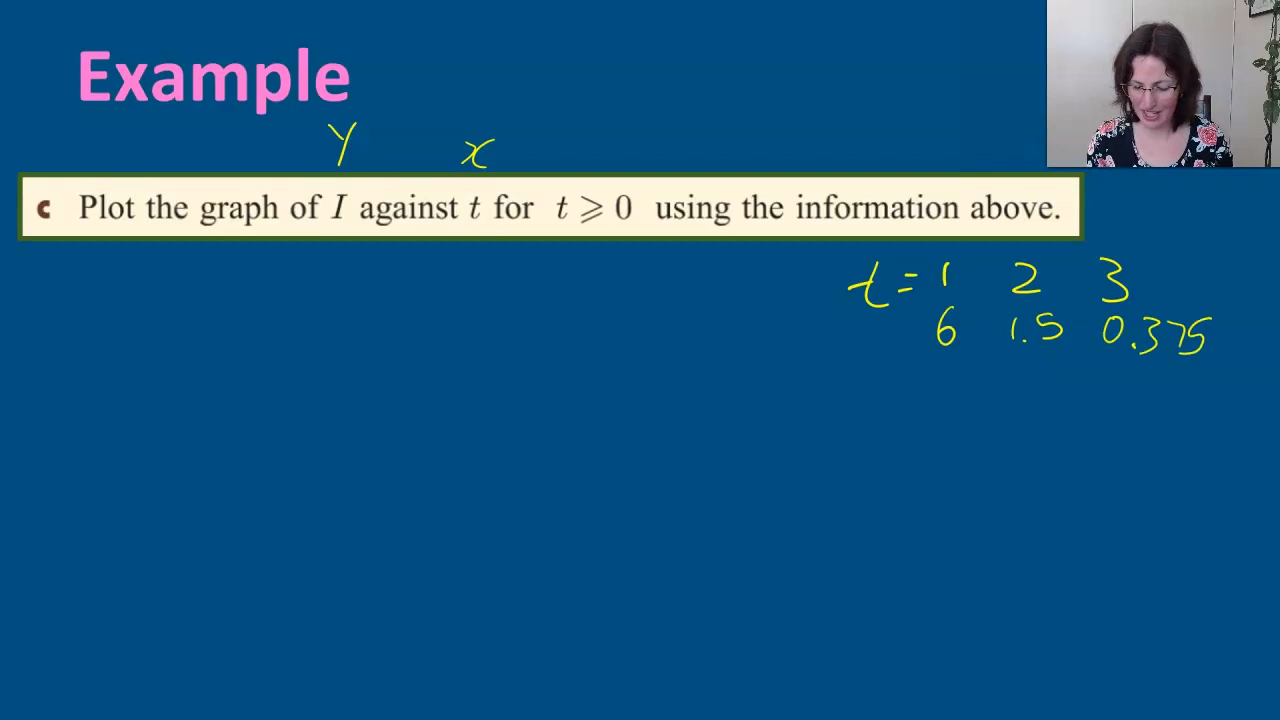 Example
Y x
c Plot the graph of I against t for t ⩾ 0 using the information above.
t = 1 2 3
6 1.5 0.375